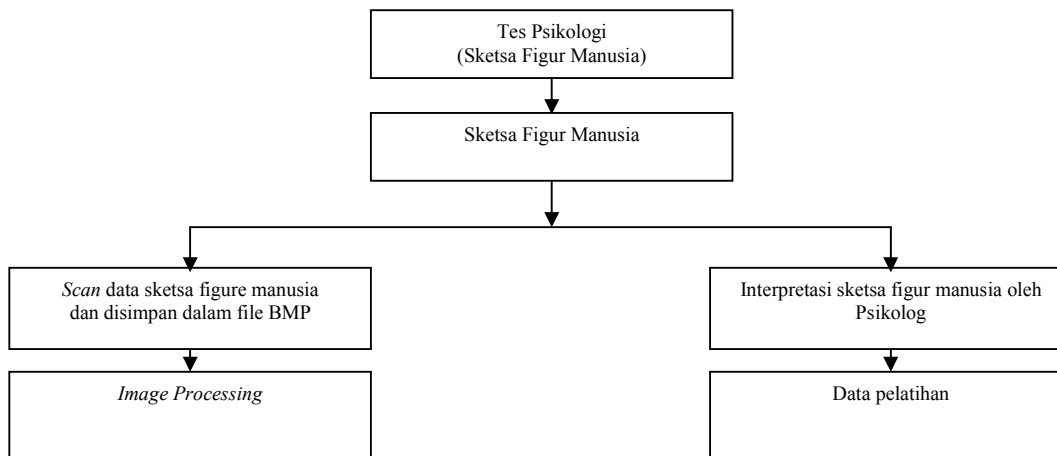 Tes Psikologi
(Sketsa Figur Manusia)
Sketsa Figur Manusia
Scan data sketsa figure manusia
dan disimpan dalam file BMP
Interpretasi sketsa figur manusia oleh
Psikolog
Image Processing
Data pelatihan